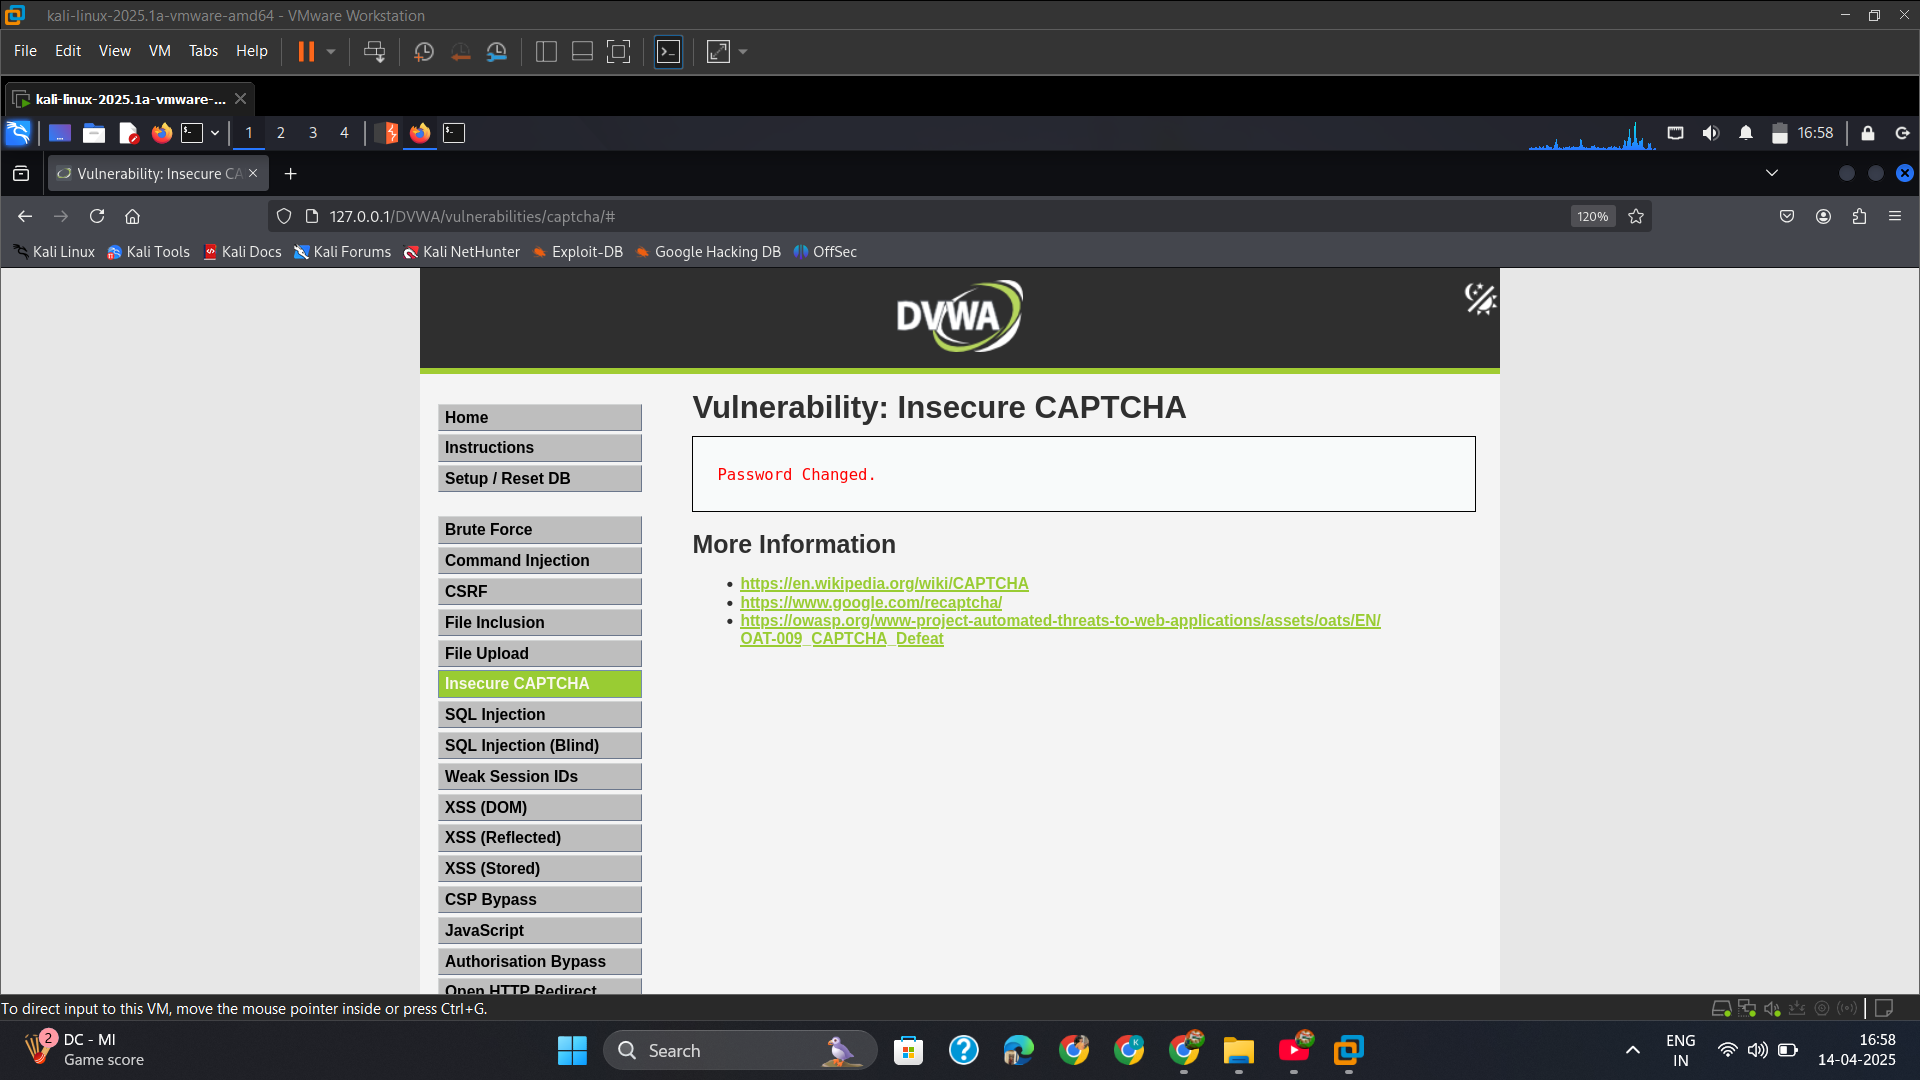 kali-linux-2025.1a-vmware-amd64 - VMware Workstation
File Edit View VM Tabs Help
kali-linux-2025.1a-vmware-...
1 2 3 4 16:58
Vulnerability: Insecure CA
127.0.0.1/DVWA/vulnerabilities/captcha/# 120%
Kali Linux Kali Tools Kali Docs Kali Forums Kali NetHunter Exploit-DB Google Hacking DB OffSec
DVWA
Home
Instructions
Setup / Reset DB
Brute Force
Command Injection
CSRF
File Inclusion
File Upload
Insecure CAPTCHA
SQL Injection
SQL Injection (Blind)
Weak Session IDs
XSS (DOM)
XSS (Reflected)
XSS (Stored)
CSP Bypass
JavaScript
Authorisation Bypass
Open HTTP Redirect
Vulnerability: Insecure CAPTCHA
Password Changed.
More Information
https://en.wikipedia.org/wiki/CAPTCHA
https://www.google.com/recaptcha/
https://owasp.org/www-project-automated-threats-to-web-applications/assets/oats/EN/
OAT-009_CAPTCHA_Defeat
To direct input to this VM, move the mouse pointer inside or press Ctrl+G.
2
DC - MI
Game score
Search
K
ENG
IN
16:58
14-04-2025